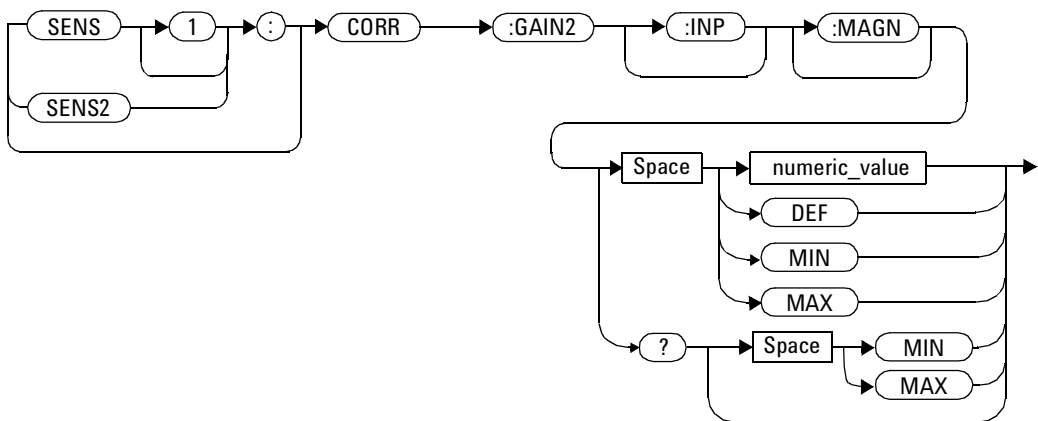 SENS 1 : CORR :GAIN2 :INP :MAGN
SENS2
Space numeric_value
DEF
MIN
MAX
? Space MIN
MAX